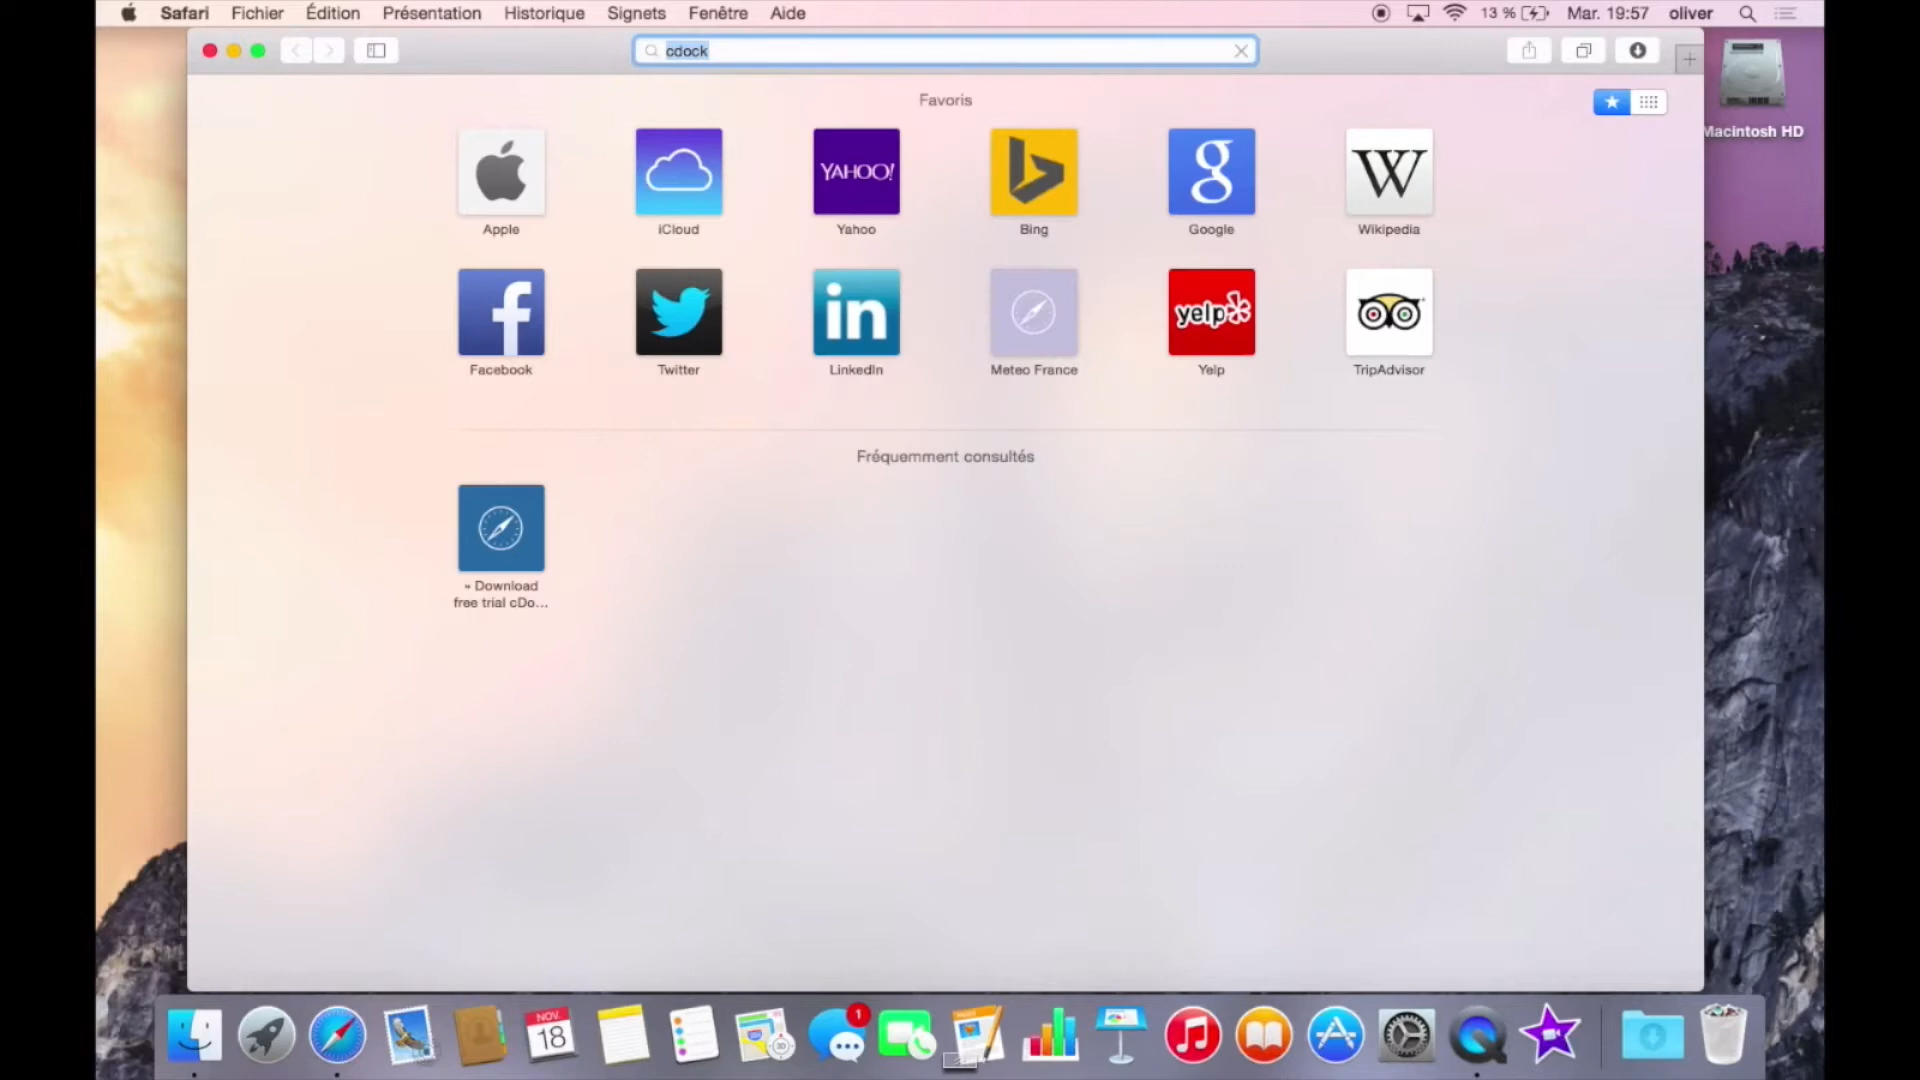 Safari Fichier Édition Présentation Historique Signets Fenêtre Aide 13 % Mar. 19:57 oliver
cdock
Macintosh HD
Favoris
YAHOO!
g
W
Apple iCloud Yahoo Bing Google Wikipedia
f
in
yelp
Facebook Twitter LinkedIn Meteo France Yelp TripAdvisor
Fréquemment consultés
Download
free trial cDo...
NOV.
18
3D
1